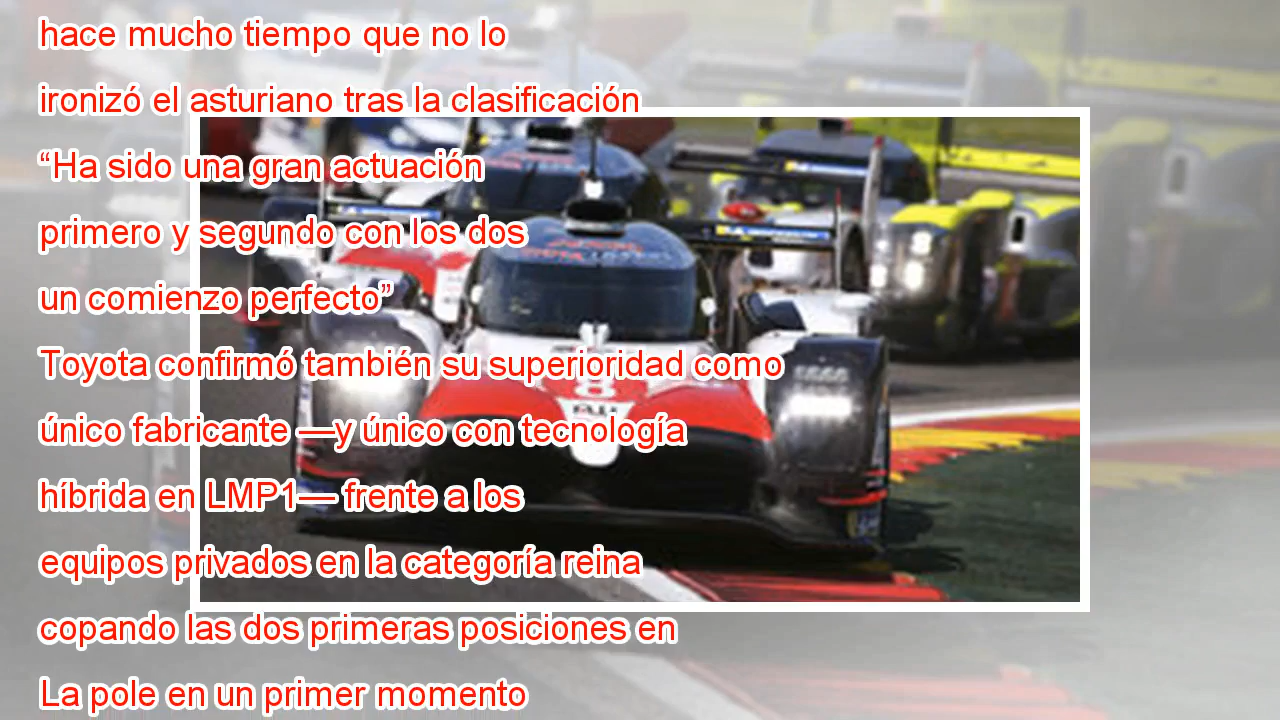 hace mucho tiempo que no lo
ironizó el asturiano tras la clasificación
“Ha sido una gran actuación
primero y segundo con los dos
un comienzo perfecto”
Toyota confirmó también su superioridad como
único fabricante —y único con tecnología
híbrida en LMP1— frente a los
equipos privados en la categoría reina
copando las dos primeras posiciones en
La pole en un primer momento
8